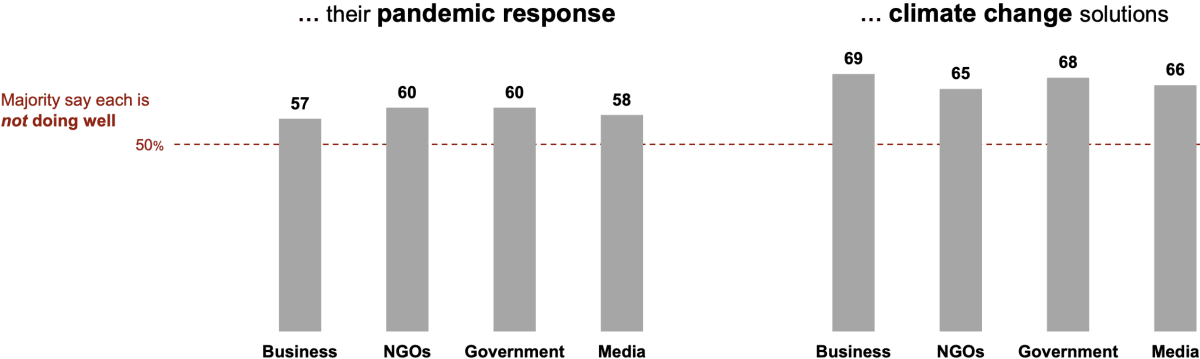 … their pandemic response
… climate change solutions
Majority say each is
not doing well
50%
57
60
60
58
69
65
68
66
Business
NGOs
Government
Media
Business
NGOs
Government
Media